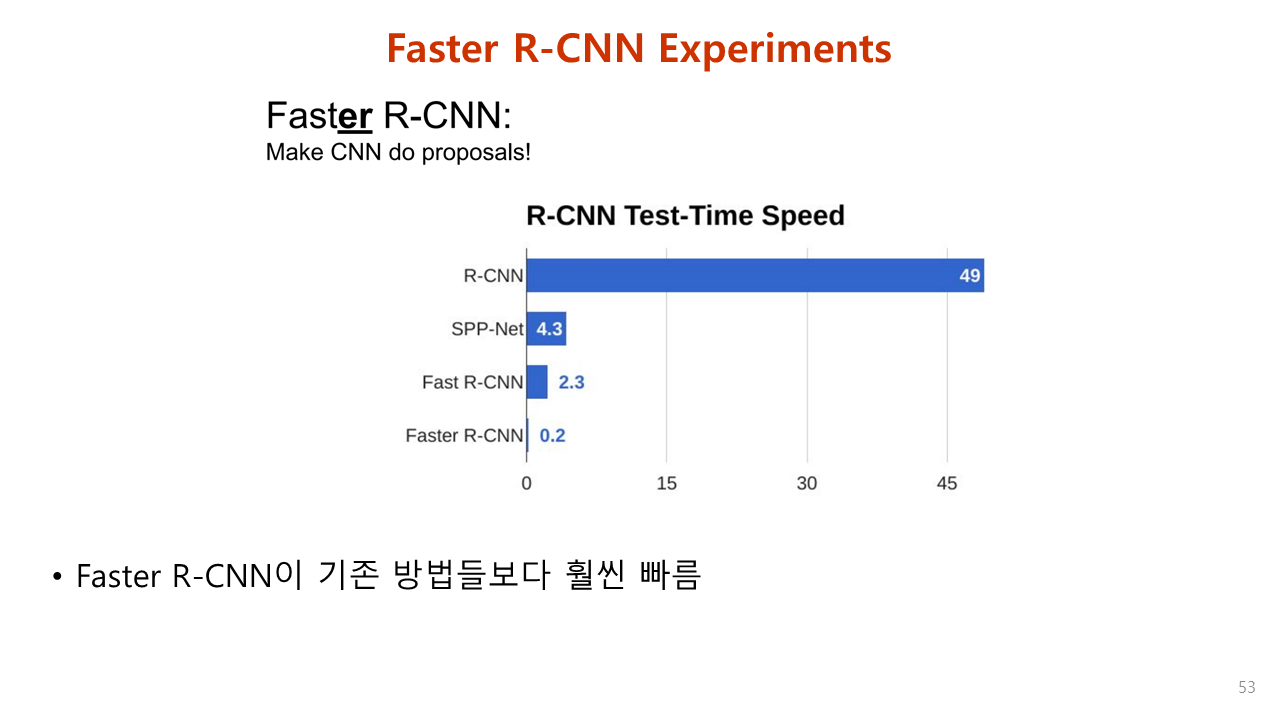 Faster R-CNN Experiments
Faster R-CNN:
Make CNN do proposals!
R-CNN Test-Time Speed
R-CNN 49
SPP-Net 4.3
Fast R-CNN 2.3
Faster R-CNN 0.2
0 15 30 45
• Faster R-CNN이 기존 방법들보다 훨씬 빠름
53